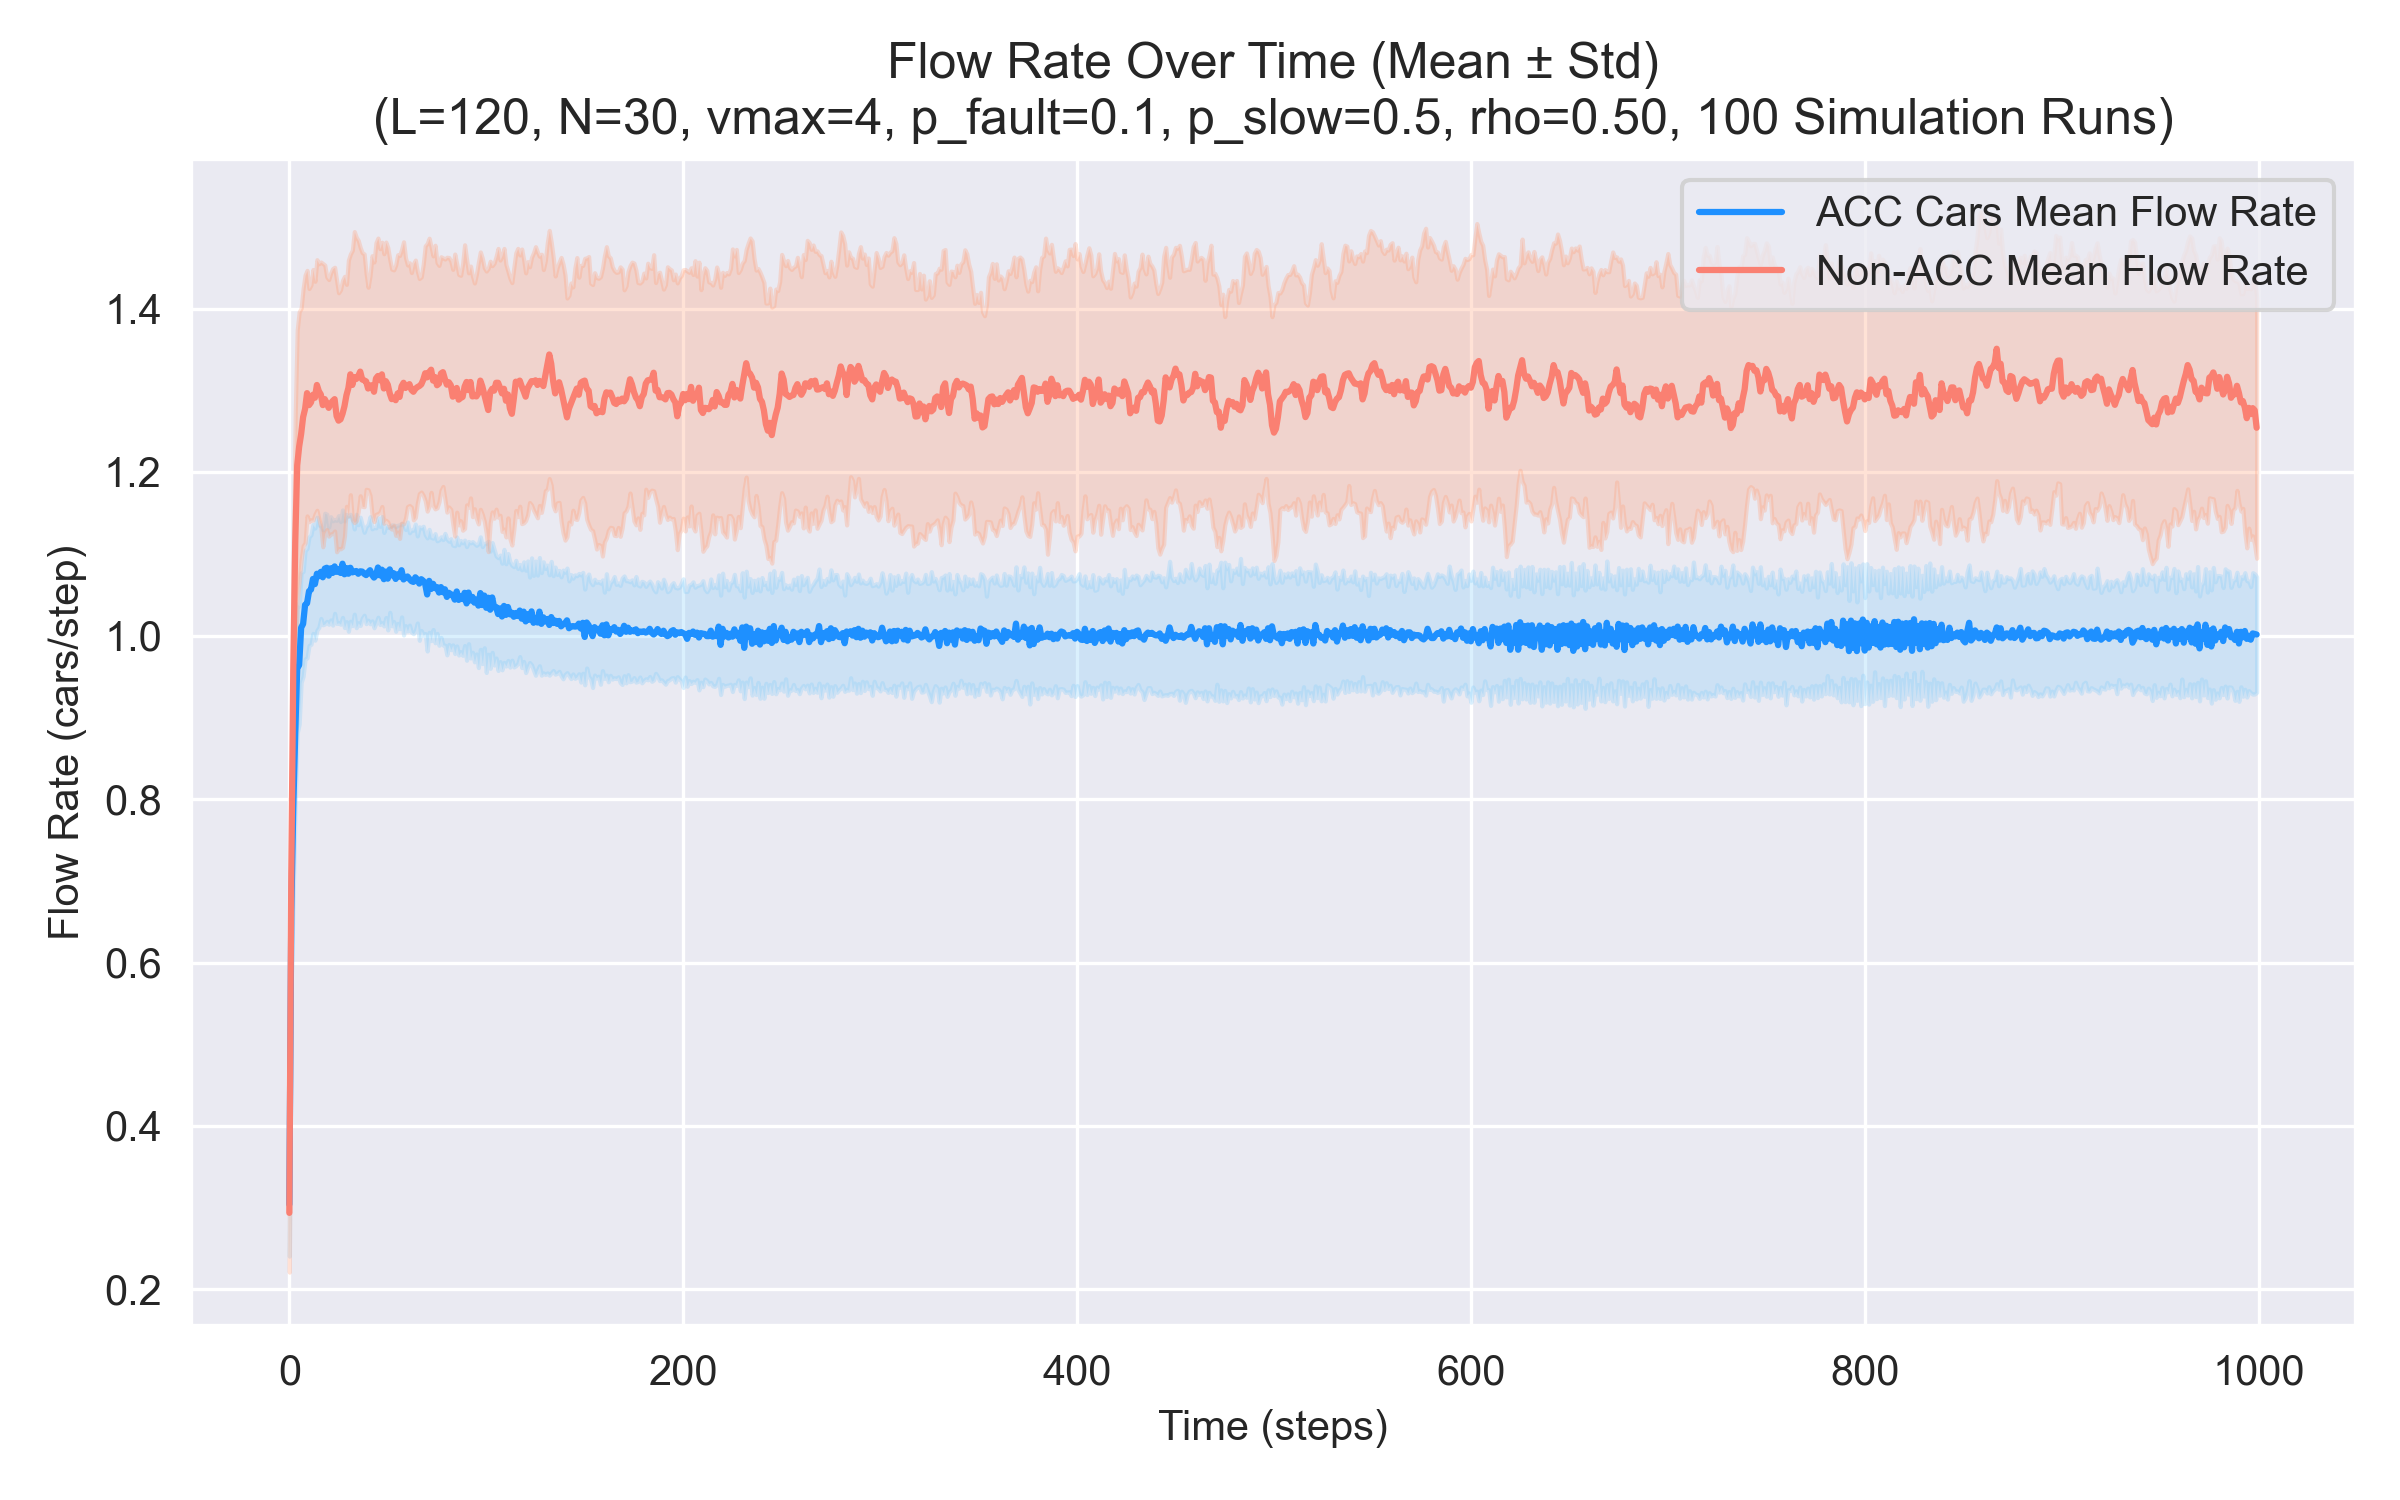 Flow Rate Over Time (Mean ± Std)
(L=120, N=30, vmax=4, p_fault=0.1, p_slow=0.5, rho=0.50, 100 Simulation Runs)
ACC Cars Mean Flow Rate
Non-ACC Mean Flow Rate
Flow Rate (cars/step)
1.4
1.2
1.0
0.8
0.6
0.4
0.2
0 200 400 600 800 1000
Time (steps)